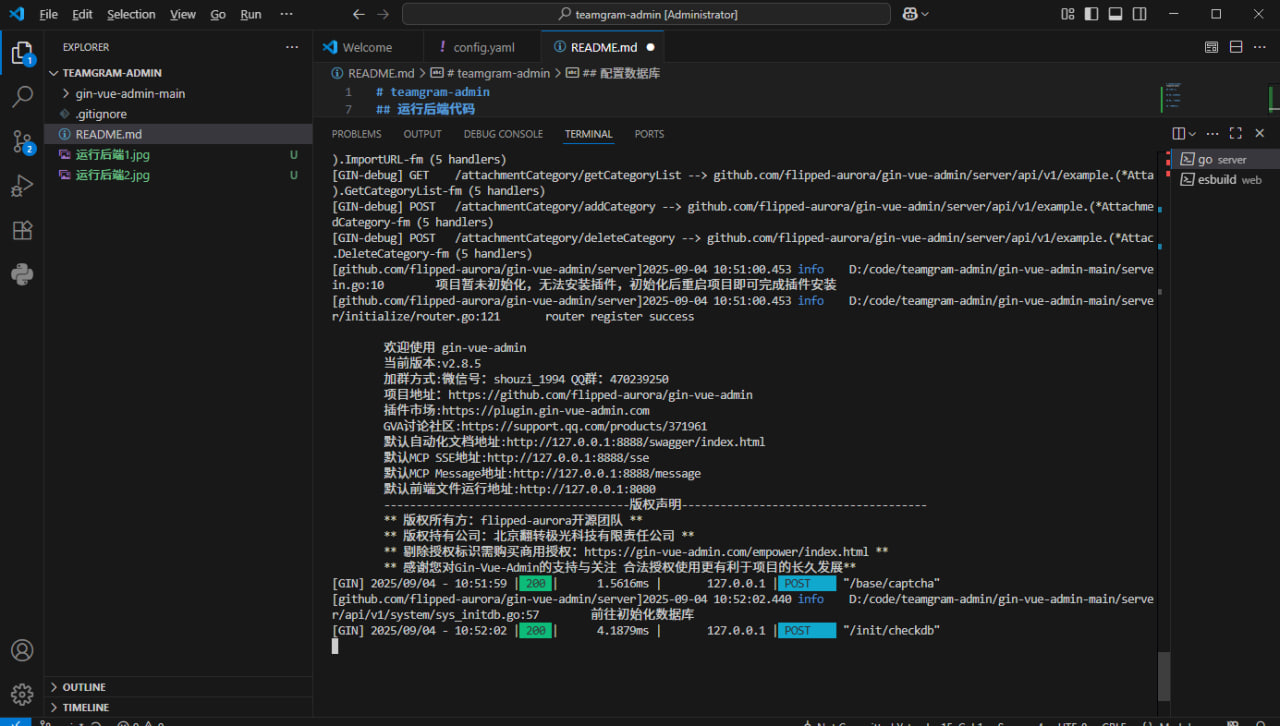 File Edit Selection View Go Run ··· teamgram-admin [Administrator]
EXPLORER ···
TEAMGRAM-ADMIN
gin-vue-admin-main
.gitignore
README.md
运行后端1.jpg U
运行后端2.jpg U
OUTLINE
TIMELINE
1
2
Welcome config.yaml README.md
README.md > # teamgram-admin > ## 配置数据库
1 # teamgram-admin
7 ## 运行后端代码
PROBLEMS OUTPUT DEBUG CONSOLE TERMINAL PORTS
go server
esbuild web
).ImportURL-fm (5 handlers)
[GIN-debug] GET /attachmentCategory/getCategoryList --> github.com/flipped-aurora/gin-vue-admin/server/api/v1/example.(*Atta
).GetCategoryList-fm (5 handlers)
[GIN-debug] POST /attachmentCategory/addCategory --> github.com/flipped-aurora/gin-vue-admin/server/api/v1/example.(*Attachme
dCategory-fm (5 handlers)
[GIN-debug] POST /attachmentCategory/deleteCategory --> github.com/flipped-aurora/gin-vue-admin/server/api/v1/example.(*Attac
.DeleteCategory-fm (5 handlers)
[github.com/flipped-aurora/gin-vue-admin/server]2025-09-04 10:51:00.453 info D:/code/teamgram-admin/gin-vue-admin-main/serve
in.go:10 项目暂未初始化，无法安装插件，初始化后重启项目即可完成插件安装
[github.com/flipped-aurora/gin-vue-admin/server]2025-09-04 10:51:00.453 info D:/code/teamgram-admin/gin-vue-admin-main/serve
r/initialize/router.go:121 router register success
欢迎使用 gin-vue-admin
当前版本:v2.8.5
加群方式:微信号：shouzi_1994 QQ群：470239250
项目地址：https://github.com/flipped-aurora/gin-vue-admin
插件市场:https://plugin.gin-vue-admin.com
GVA讨论社区:https://support.qq.com/products/371961
默认自动化文档地址:http://127.0.0.1:8888/swagger/index.html
默认MCP SSE地址:http://127.0.0.1:8888/sse
默认MCP Message地址:http://127.0.0.1:8888/message
默认前端文件运行地址:http://127.0.0.1:8080
--------------------------------------版权声明--------------------------------------
** 版权所有方：flipped-aurora开源团队 **
** 版权持有公司：北京翻转极光科技有限责任公司 **
** 剔除授权标识需购买商用授权：https://gin-vue-admin.com/empower/index.html **
** 感谢您对Gin-Vue-Admin的支持与关注 合法授权使用更有利于项目的长久发展**
[GIN] 2025/09/04 - 10:51:59 | 200 | 1.5616ms | 127.0.0.1 | POST "/base/captcha"
[github.com/flipped-aurora/gin-vue-admin/server]2025-09-04 10:52:02.440 info D:/code/teamgram-admin/gin-vue-admin-main/serve
r/api/v1/system/sys_initdb.go:57 前往初始化数据库
[GIN] 2025/09/04 - 10:52:02 | 200 | 4.1879ms | 127.0.0.1 | POST "/init/checkdb"